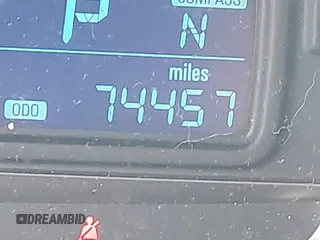 COMPASS
P N
miles
ODO 74457
DREAMBID